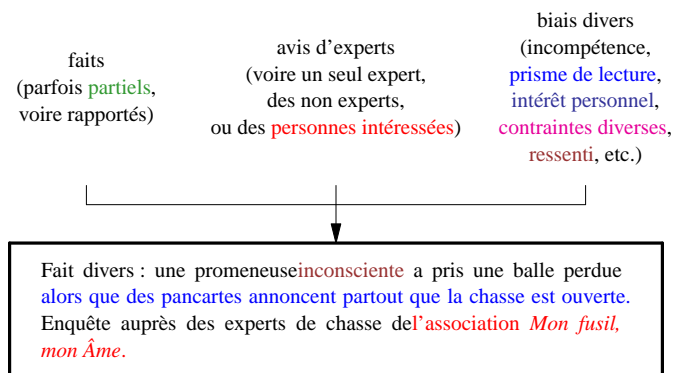 faits
(parfois partiels,
voire rapportés)
avis d’experts
(voire un seul expert,
des non experts,
ou des personnes intéressées)
biais divers
(incompétence,
prisme de lecture,
intérêt personnel,
contraintes diverses,
ressenti, etc.)
Fait divers : une promeneuseinconsciente a pris une balle perdue
alors que des pancartes annoncent partout que la chasse est ouverte.
Enquête auprès des experts de chasse del’association Mon fusil,
mon Âme.